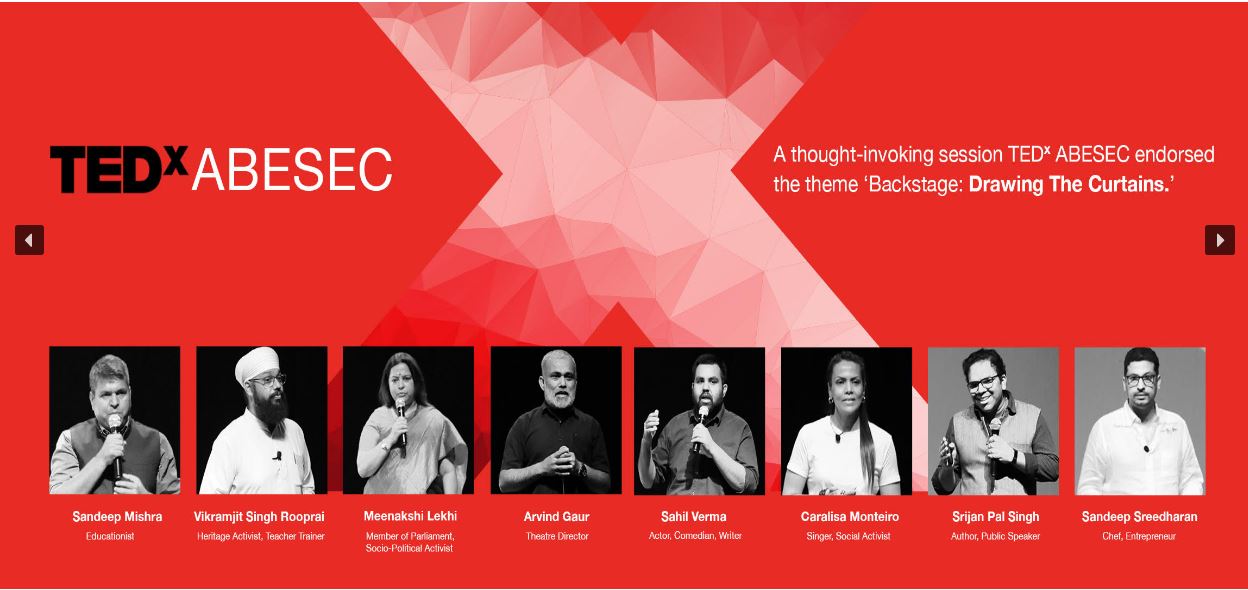 TEDx ABESEC
A thought-invoking session TEDx ABESEC endorsed
the theme ‘Backstage: Drawing The Curtains.’
Sandeep Mishra
Educationist
Vikramjit Singh Rooprai
Heritage Activist, Teacher Trainer
Meenakshi Lekhi
Member of Parliament,
Socio-Political Activist
Arvind Gaur
Theatre Director
Sahil Verma
Actor, Comedian, Writer
Caralisa Monteiro
Singer, Social Activist
Srijan Pal Singh
Author, Public Speaker
Sandeep Sreedharan
Chef, Entrepreneur